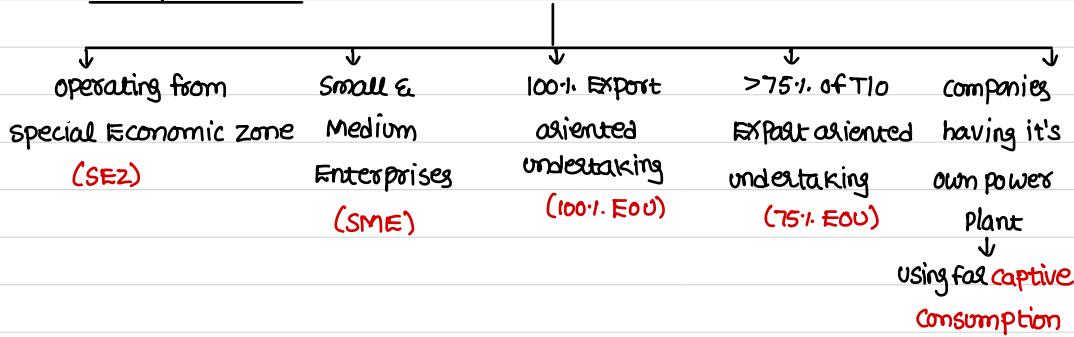 operating from
special Economic zone
(SEZ)
Small &
Medium
Enterprises
(SME)
100% Export
oriented
undertaking
(100% EOU)
>75% of T/o
Export oriented
undertaking
(75% EOU)
companies
having it's
own power
plant
using for captive
consumption